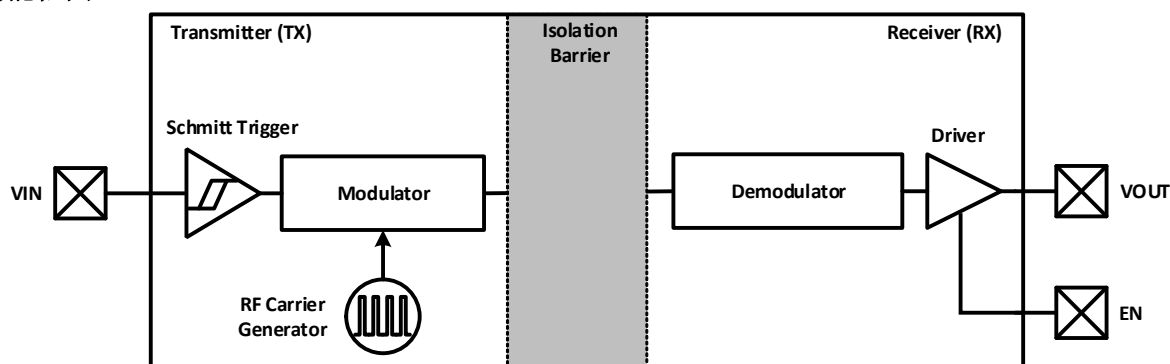 Transmitter (TX)
Isolation
Barrier
Receiver (RX)
Schmitt Trigger
Driver
VIN
Modulator
Demodulator
VOUT
RF Carrier
Generator
EN